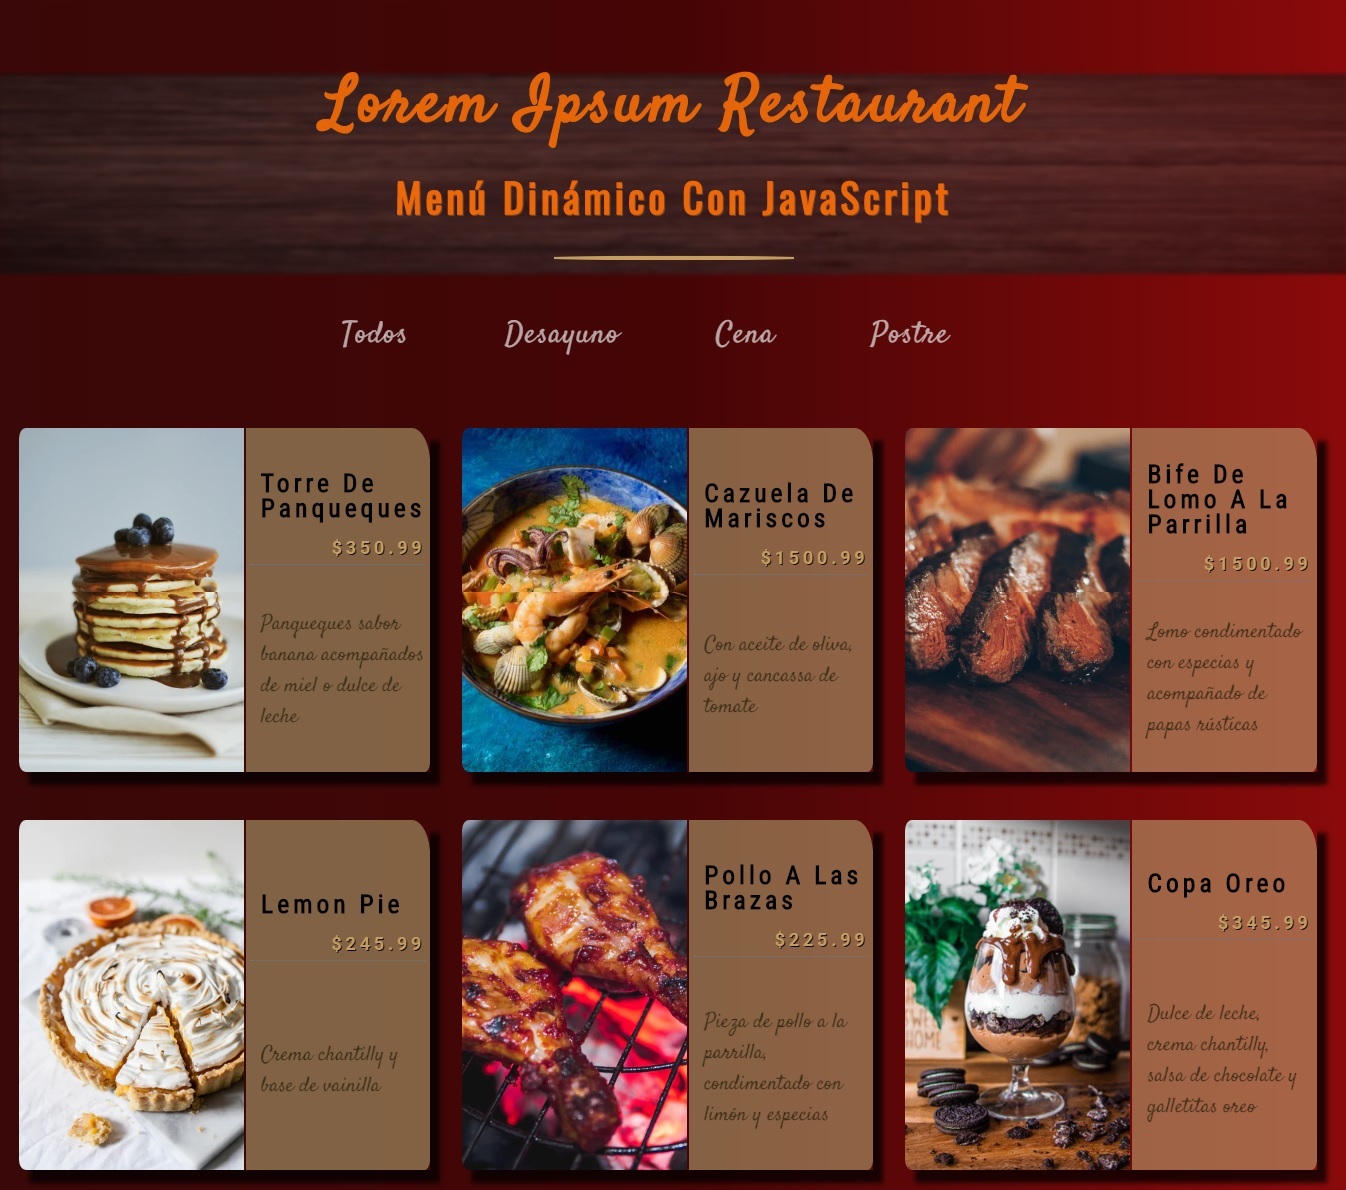 Lorem Ipsum Restaurant
Menú Dinámico Con JavaScript
Todos
Desayuno
Cena
Postre
Torre De
Panqueques
$350.99
Panqueques sabor
banana acompañados
de miel o dulce de
leche
Cazuela De
Mariscos
$1500.99
Con aceite de oliva,
ajo y cancassa de
tomate
Bife De
Lomo A La
Parrilla
$1500.99
Lomo condimentado
con especias y
acompañado de
papas rústicas
Lemon Pie
$245.99
Crema chantilly y
base de vainilla
Pollo A Las
Brazas
$225.99
Pieza de pollo a la
parrilla,
condimentado con
limón y especias
Copa Oreo
$345.99
Dulce de leche,
crema chantilly,
salsa de chocolate y
galletitas oreo
HOME